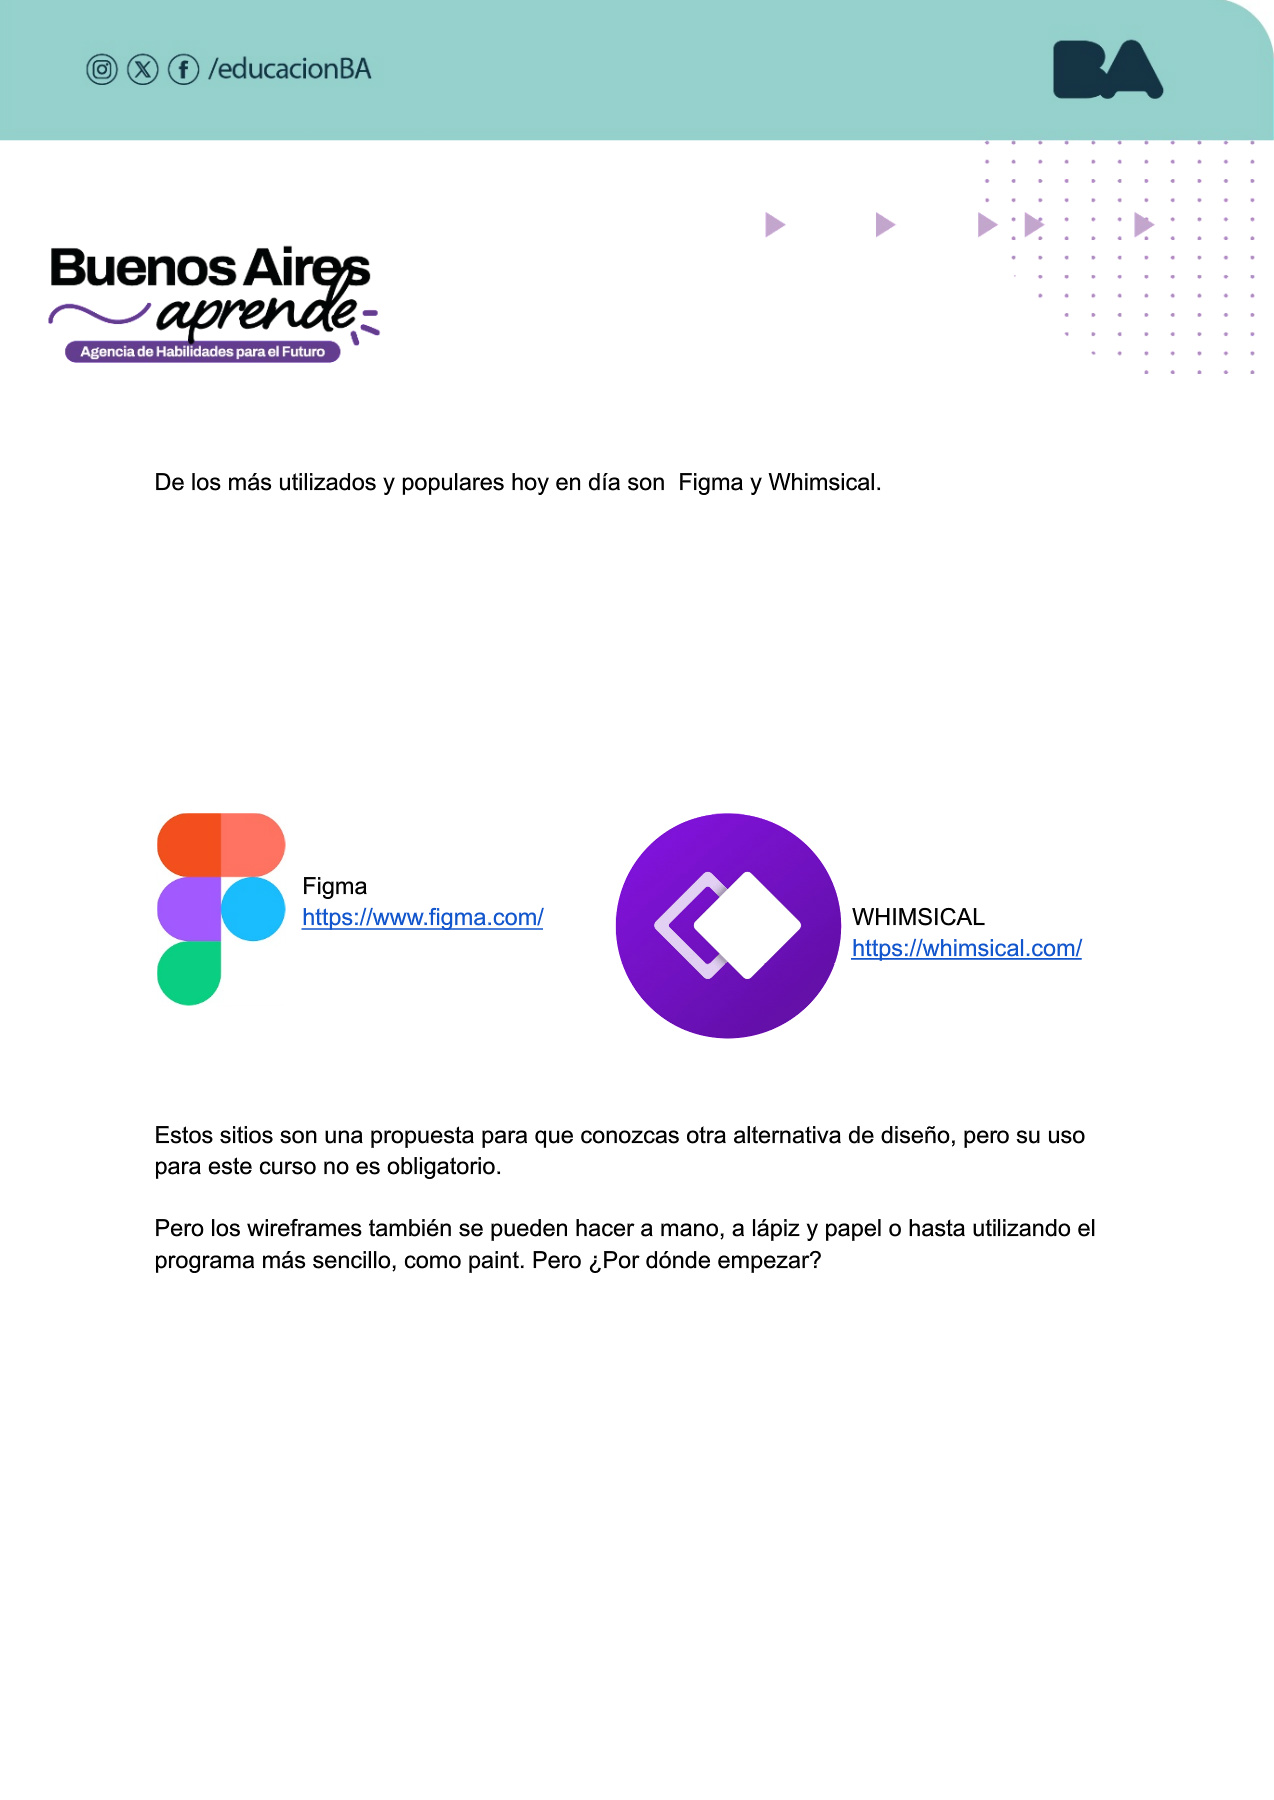 /educacionBA
BA
Buenos Aires
aprende
Agencia de Habilidades para el Futuro
De los más utilizados y populares hoy en día son  Figma y Whimsical.
Figma
https://www.figma.com/
WHIMSICAL
https://whimsical.com/
Estos sitios son una propuesta para que conozcas otra alternativa de diseño, pero su uso
para este curso no es obligatorio.
Pero los wireframes también se pueden hacer a mano, a lápiz y papel o hasta utilizando el
programa más sencillo, como paint. Pero ¿Por dónde empezar?